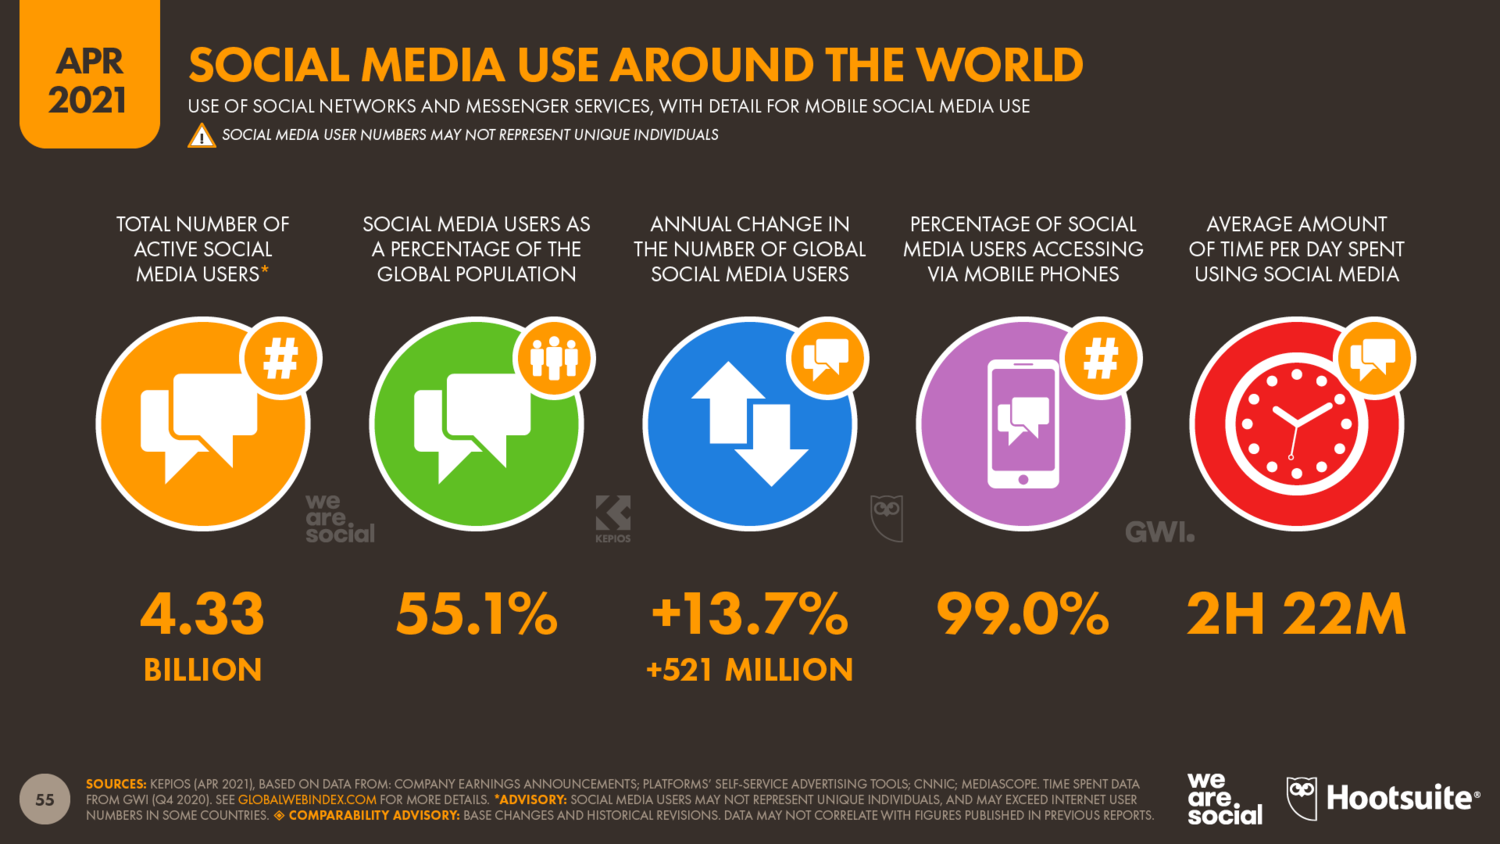 APR
2021
SOCIAL MEDIA USE AROUND THE WORLD
USE OF SOCIAL NETWORKS AND MESSENGER SERVICES, WITH DETAIL FOR MOBILE SOCIAL MEDIA USE
! SOCIAL MEDIA USER NUMBERS MAY NOT REPRESENT UNIQUE INDIVIDUALS
TOTAL NUMBER OF
ACTIVE SOCIAL
MEDIA USERS*
SOCIAL MEDIA USERS AS
A PERCENTAGE OF THE
GLOBAL POPULATION
ANNUAL CHANGE IN
THE NUMBER OF GLOBAL
SOCIAL MEDIA USERS
PERCENTAGE OF SOCIAL
MEDIA USERS ACCESSING
VIA MOBILE PHONES
AVERAGE AMOUNT
OF TIME PER DAY SPENT
USING SOCIAL MEDIA
#
#
we
are.
social
KEPIOS
GWI.
4.33
BILLION
55.1%
+13.7%
+521 MILLION
99.0%
2H 22M
55
SOURCES: KEPIOS (APR 2021), BASED ON DATA FROM: COMPANY EARNINGS ANNOUNCEMENTS; PLATFORMS' SELF-SERVICE ADVERTISING TOOLS; CNNIC; MEDIASCOPE. TIME SPENT DATA
FROM GWI (Q4 2020). SEE GLOBALWEBINDEX.COM FOR MORE DETAILS. *ADVISORY: SOCIAL MEDIA USERS MAY NOT REPRESENT UNIQUE INDIVIDUALS, AND MAY EXCEED INTERNET USER
NUMBERS IN SOME COUNTRIES. ◈ COMPARABILITY ADVISORY: BASE CHANGES AND HISTORICAL REVISIONS. DATA MAY NOT CORRELATE WITH FIGURES PUBLISHED IN PREVIOUS REPORTS.
we
are.
social
Hootsuite®